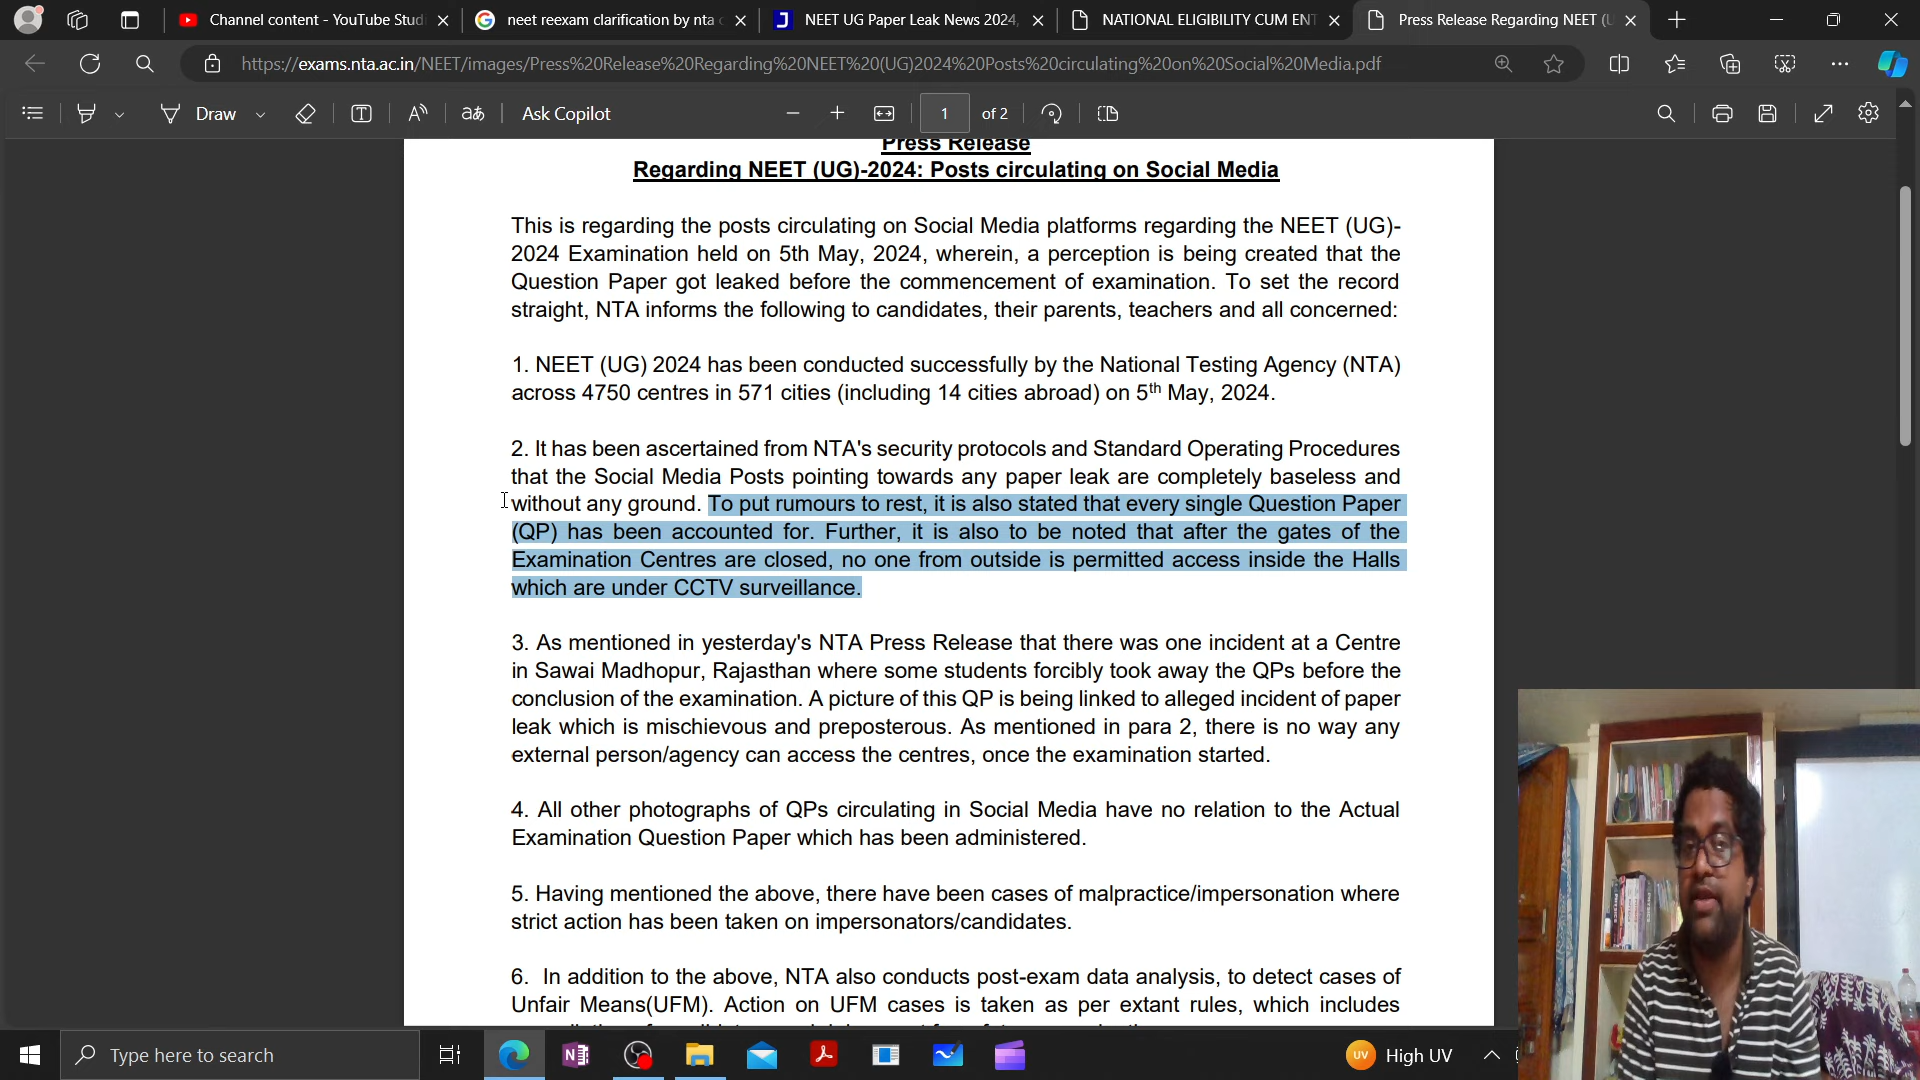 Channel content - YouTube Stud
neet reexam clarification by nta c
NEET UG Paper Leak News 2024,
NATIONAL ELIGIBILITY CUM ENT
Press Release Regarding NEET (U
https://exams.nta.ac.in/NEET/images/Press%20Release%20Regarding%20NEET%20(UG)2024%20Posts%20circulating%20on%20Social%20Media.pdf
Draw
aあ
Ask Copilot
1 of 2
Press Release
Regarding NEET (UG)-2024: Posts circulating on Social Media
This is regarding the posts circulating on Social Media platforms regarding the NEET (UG)-
2024 Examination held on 5th May, 2024, wherein, a perception is being created that the
Question Paper got leaked before the commencement of examination. To set the record
straight, NTA informs the following to candidates, their parents, teachers and all concerned:
1. NEET (UG) 2024 has been conducted successfully by the National Testing Agency (NTA)
across 4750 centres in 571 cities (including 14 cities abroad) on 5th May, 2024.
2. It has been ascertained from NTA's security protocols and Standard Operating Procedures
that the Social Media Posts pointing towards any paper leak are completely baseless and
without any ground. To put rumours to rest, it is also stated that every single Question Paper
(QP) has been accounted for. Further, it is also to be noted that after the gates of the
Examination Centres are closed, no one from outside is permitted access inside the Halls
which are under CCTV surveillance.
3. As mentioned in yesterday's NTA Press Release that there was one incident at a Centre
in Sawai Madhopur, Rajasthan where some students forcibly took away the QPs before the
conclusion of the examination. A picture of this QP is being linked to alleged incident of paper
leak which is mischievous and preposterous. As mentioned in para 2, there is no way any
external person/agency can access the centres, once the examination started.
4. All other photographs of QPs circulating in Social Media have no relation to the Actual
Examination Question Paper which has been administered.
5. Having mentioned the above, there have been cases of malpractice/impersonation where
strict action has been taken on impersonators/candidates.
6. In addition to the above, NTA also conducts post-exam data analysis, to detect cases of
Unfair Means(UFM). Action on UFM cases is taken as per extant rules, which includes
Type here to search
UV
High UV